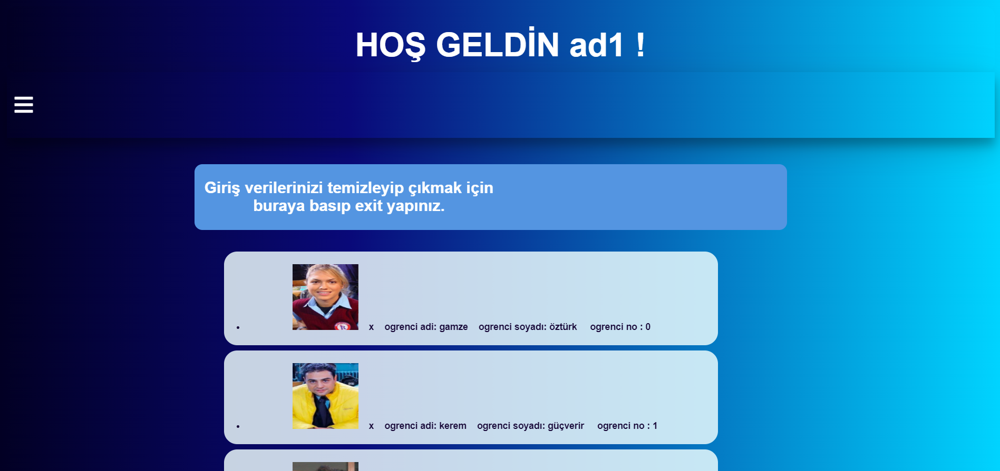 HOŞ GELDİN ad1 !
Giriş verilerinizi temizleyip çıkmak için
buraya basıp exit yapınız.
x ogrenci adi: gamze ogrenci soyadı: öztürk ogrenci no : 0
x ogrenci adi: kerem ogrenci soyadı: güçverir ogrenci no : 1